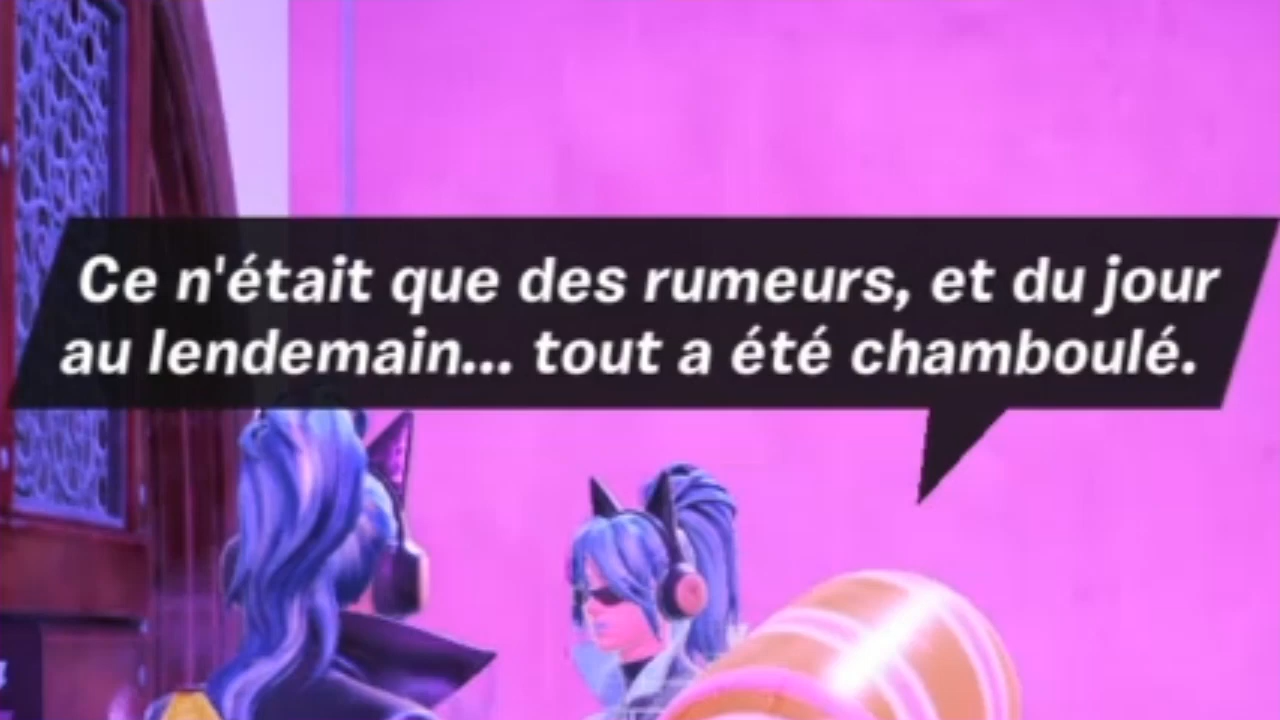 Ce n'était que des rumeurs, et du jour
au lendemain... tout a été chamboulé.